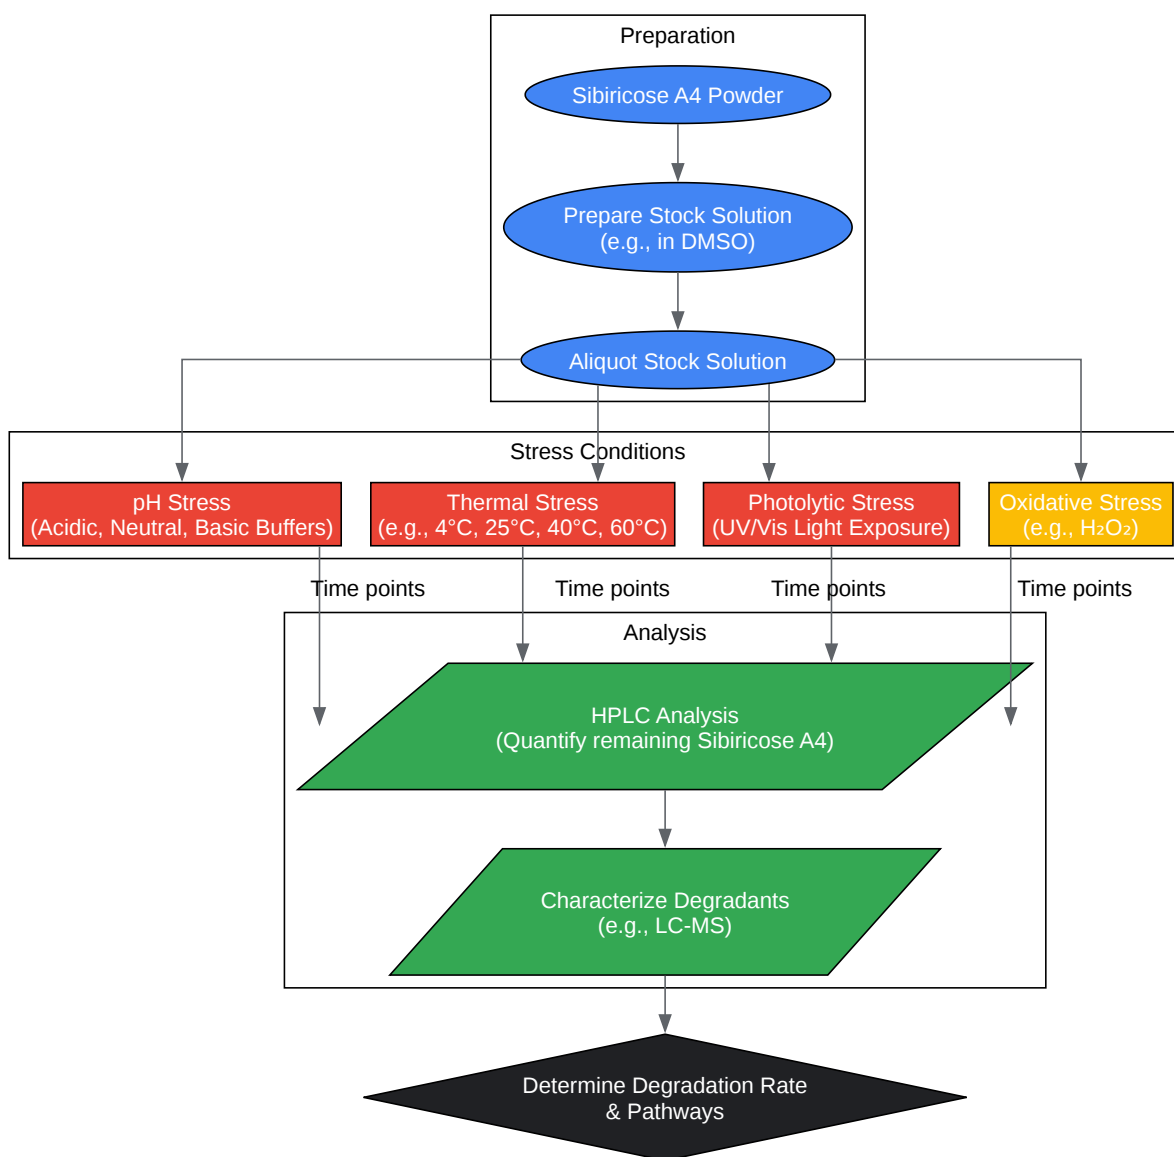 Preparation
Sibiricose A4 Powder
Prepare Stock Solution
(e.g., in DMSO)
Aliquot Stock Solution
Stress Conditions
pH Stress
(Acidic, Neutral, Basic Buffers)
Thermal Stress
(e.g., 4°C, 25°C, 40°C, 60°C)
Photolytic Stress
(UV/Vis Light Exposure)
Oxidative Stress
(e.g., H₂O₂)
Time points
Time points
Time points
Time points
Analysis
HPLC Analysis
(Quantify remaining Sibiricose A4)
Characterize Degradants
(e.g., LC-MS)
Determine Degradation Rate
& Pathways